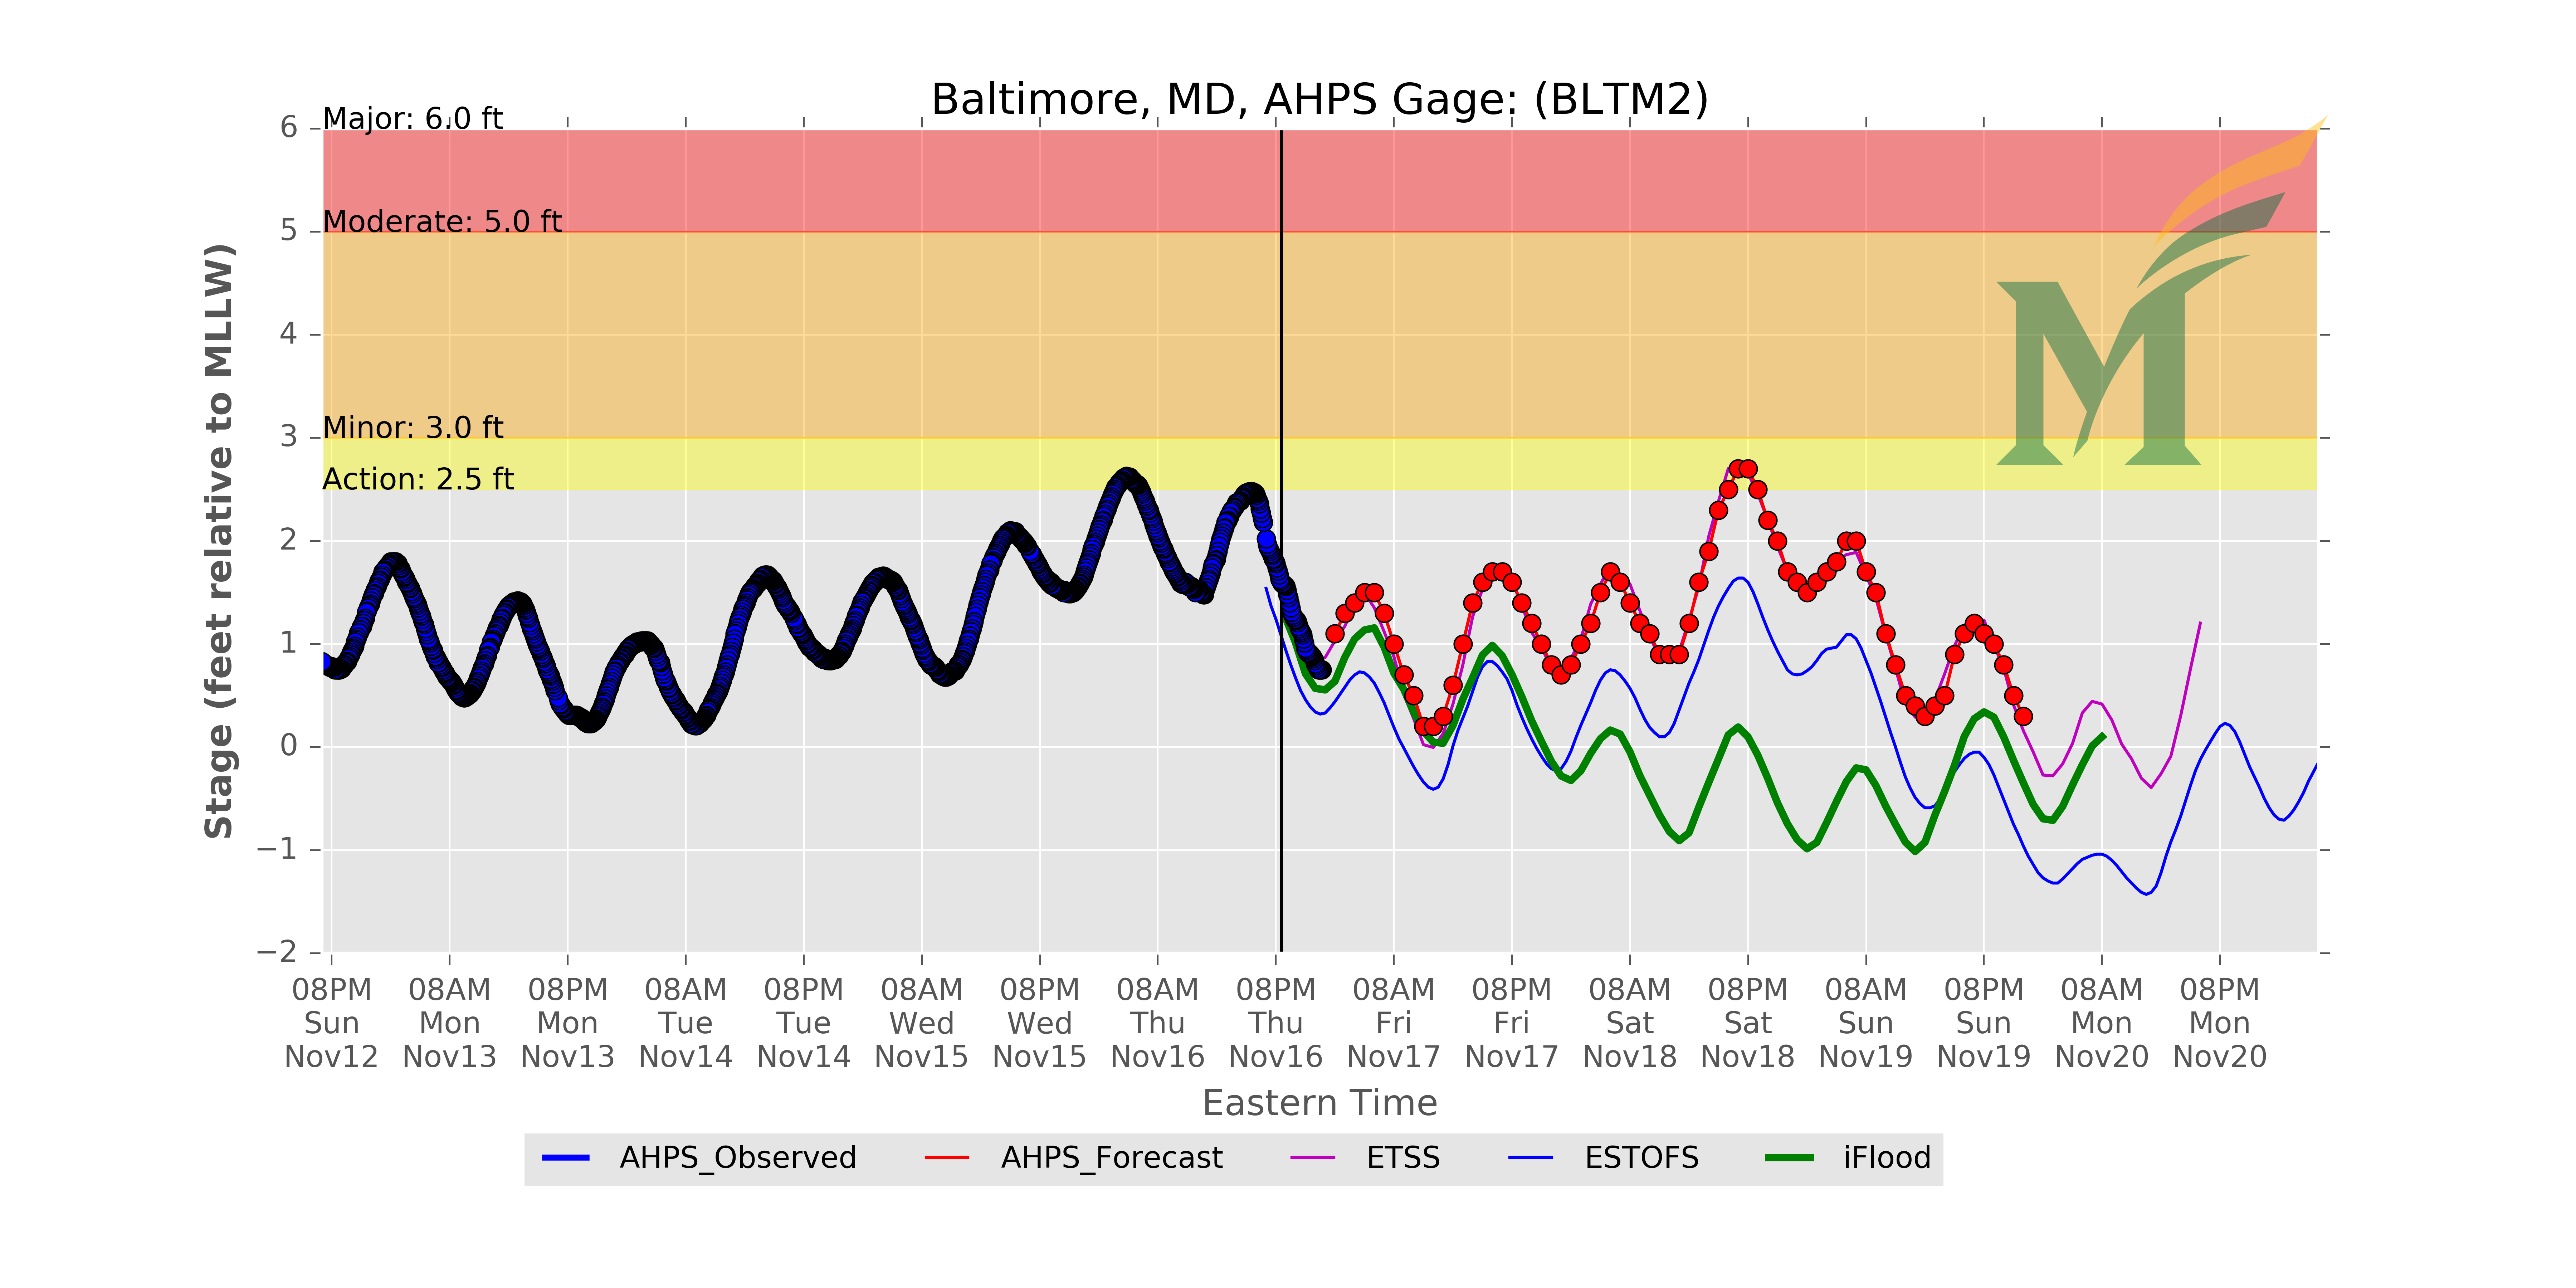 Baltimore, MD, AHPS Gage: (BLTM2)
Major: 6.0 ft
Moderate: 5.0 ft
Minor: 3.0 ft
Action: 2.5 ft
Stage (feet relative to MLLW)
6
5
4
3
2
1
0
−1
−2
08PM 08AM 08PM 08AM 08PM 08AM 08PM 08AM 08PM 08AM 08PM 08AM 08PM 08AM 08PM 08AM 08PM
Sun Mon Mon Tue Tue Wed Wed Thu Thu Fri Fri Sat Sat Sun Sun Mon Mon
Nov12 Nov13 Nov13 Nov14 Nov14 Nov15 Nov15 Nov16 Nov16 Nov17 Nov17 Nov18 Nov18 Nov19 Nov19 Nov20 Nov20
Eastern Time
AHPS_Observed AHPS_Forecast ETSS ESTOFS iFlood
M